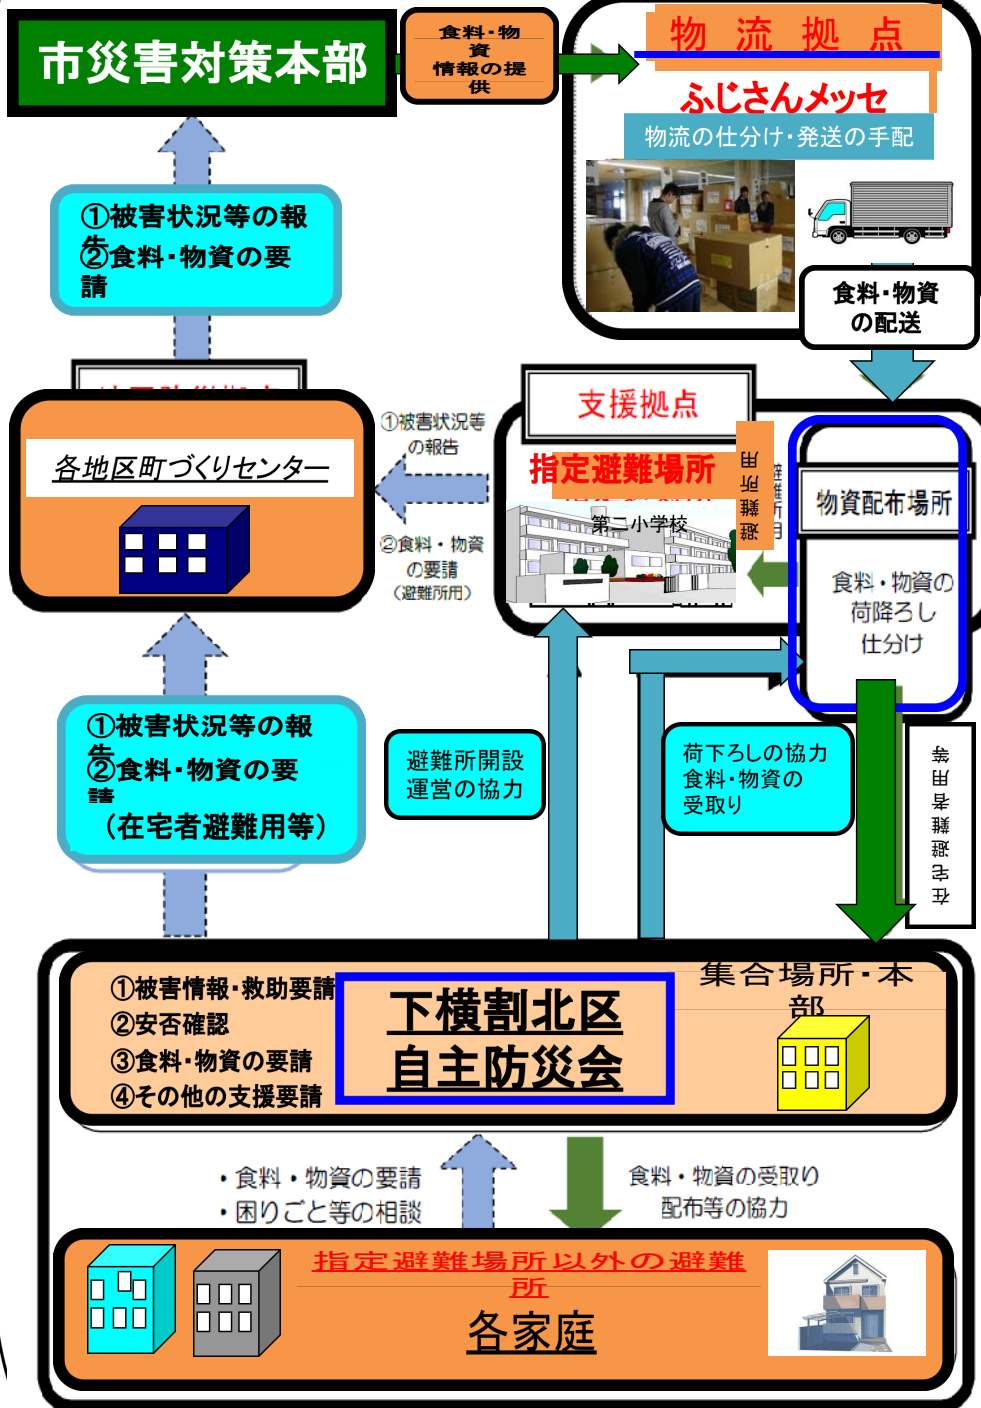 市災害対策本部
食料・物
資
情報の提
供
物流拠点
ふじさんメッセ
物流の仕分け・発送の手配
①被害状況等の報
告
②食料・物資の要
請
食料・物資
の配送
各地区町づくりセンター
①被害状況等
の報告
②食料・物資
の要請
（避難所用）
支援拠点
指定避難場所
第二小学校
避難所用
避難所用
物資配布場所
食料・物資の
荷降ろし
仕分け
①被害状況等の報
告
②食料・物資の要
請
（在宅者避難用等）
避難所開設
運営の協力
荷下ろしの協力
食料・物資の
受取り
在宅避難者用等
①被害情報・救助要請
②安否確認
③食料・物資の要請
④その他の支援要請
下横割北区
自主防災会
集合場所・本
部
・食料・物資の要請
・困りごと等の相談
食料・物資の受取り
配布等の協力
指定避難場所以外の避難
所
各家庭